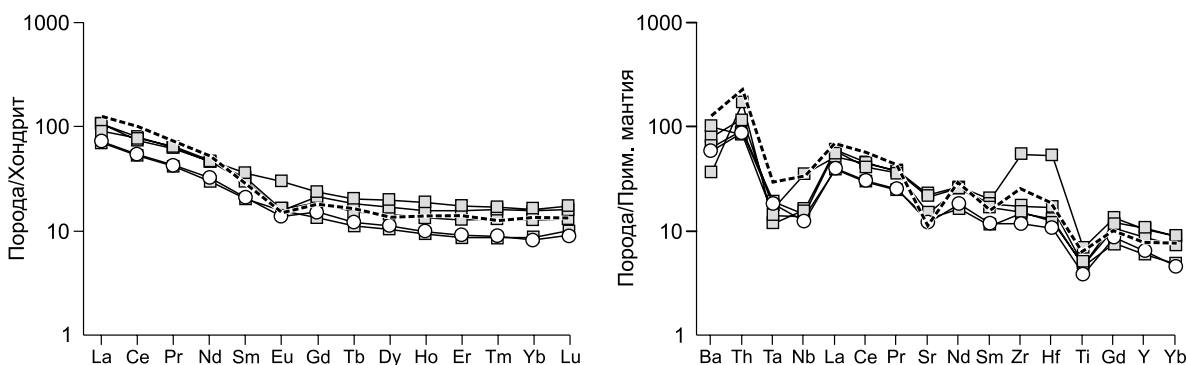 Порода/Хондрит
1000
100
10
1
La Ce Pr Nd Sm Eu Gd Tb Dy Ho Er Tm Yb Lu
Порода/Прим. мантия
1000
100
10
1
Ba Th Ta Nb La Ce Pr Sr Nd Sm Zr Hf Ti Gd Y Yb